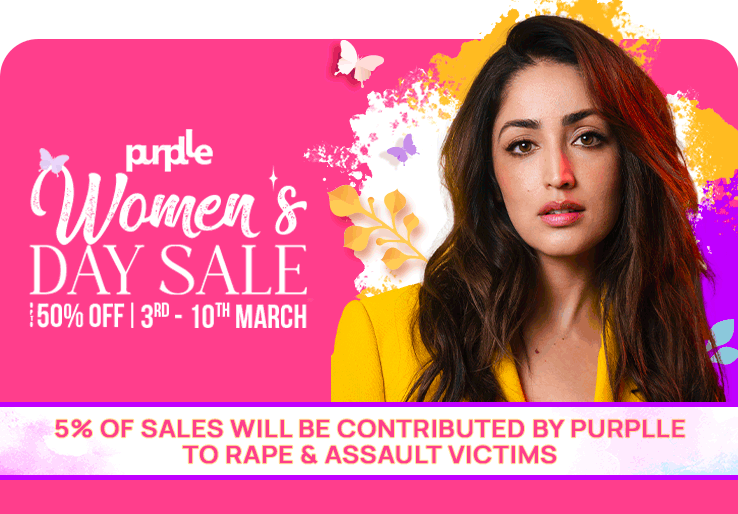 purplle
Women's
DAY SALE
UPTO 50% OFF | 3RD - 10TH MARCH
5% OF SALES WILL BE CONTRIBUTED BY PURPLLE
TO RAPE & ASSAULT VICTIMS